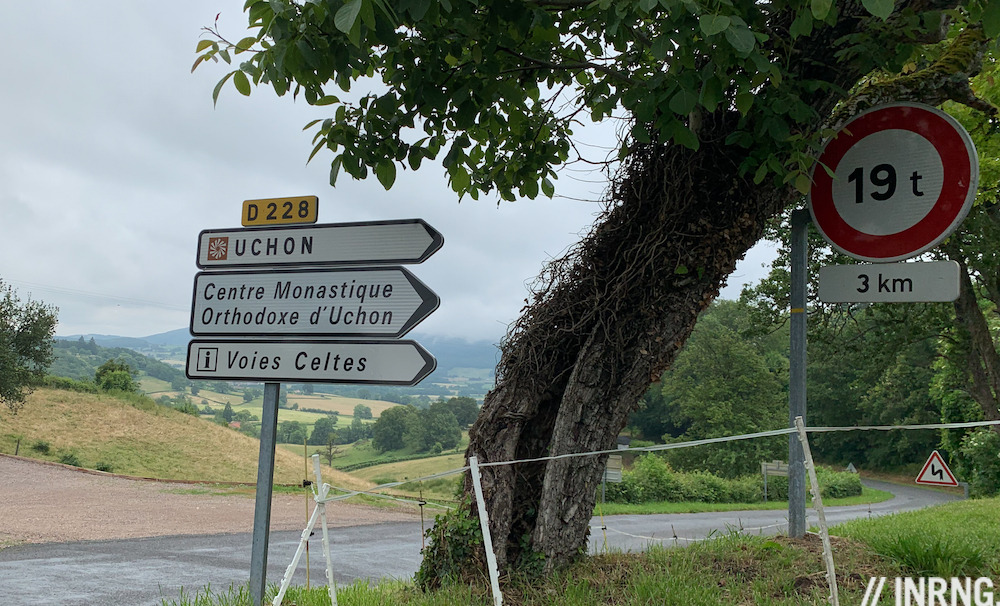 D 228
UCHON
Centre Monastique
Orthodoxe d'Uchon
i Voies Celtes
19 t
3 km
// INRNG